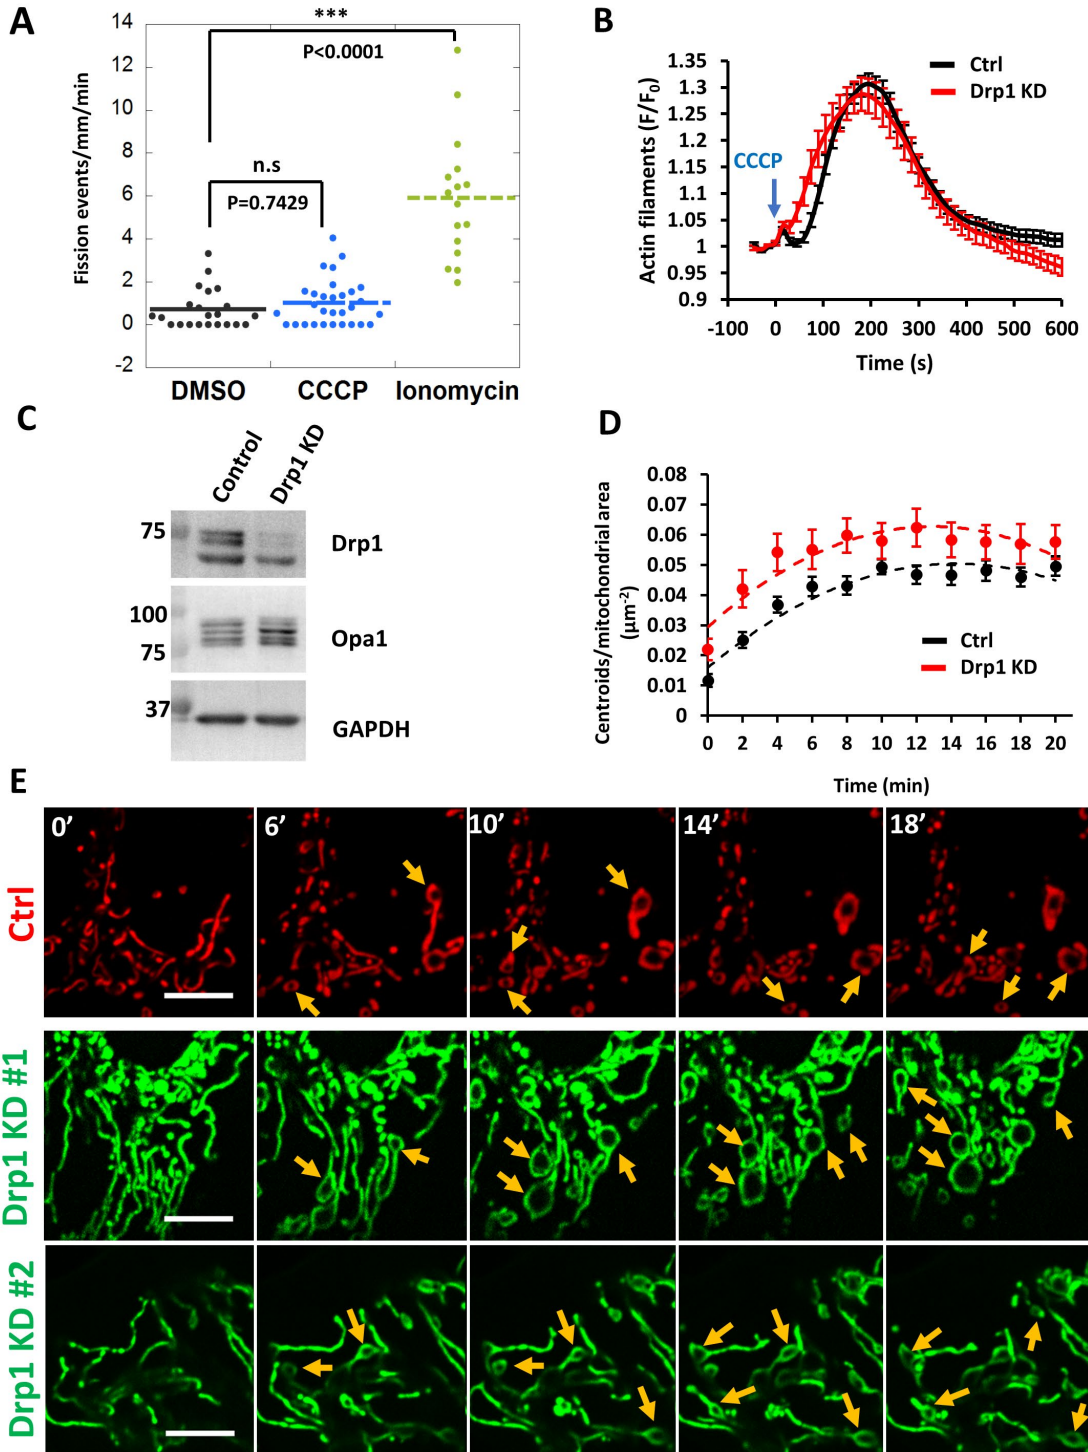 A
14
12
10
8
6
4
2
0
-2
Fission events/mm/min
***
P<0.0001
n.s
P=0.7429
DMSO
CCCP
Ionomycin
B
1.35
1.3
1.25
1.2
1.15
1.1
1.05
1
0.95
0.9
Actin filaments (F/F₀)
Ctrl
Drp1 KD
CCCP
-100 0 100 200 300 400 500 600
Time (s)
C
Control
Drp1 KD
75
Drp1
100
75
Opa1
37
GAPDH
D
0.08
0.07
0.06
0.05
0.04
0.03
0.02
0.01
0
Centroids/mitochondrial area
(µm⁻²)
Ctrl
Drp1 KD
0 2 4 6 8 10 12 14 16 18 20
Time (min)
E
0’ 6’ 10’ 14’ 18’
Ctrl
Drp1 KD #1
Drp1 KD #2